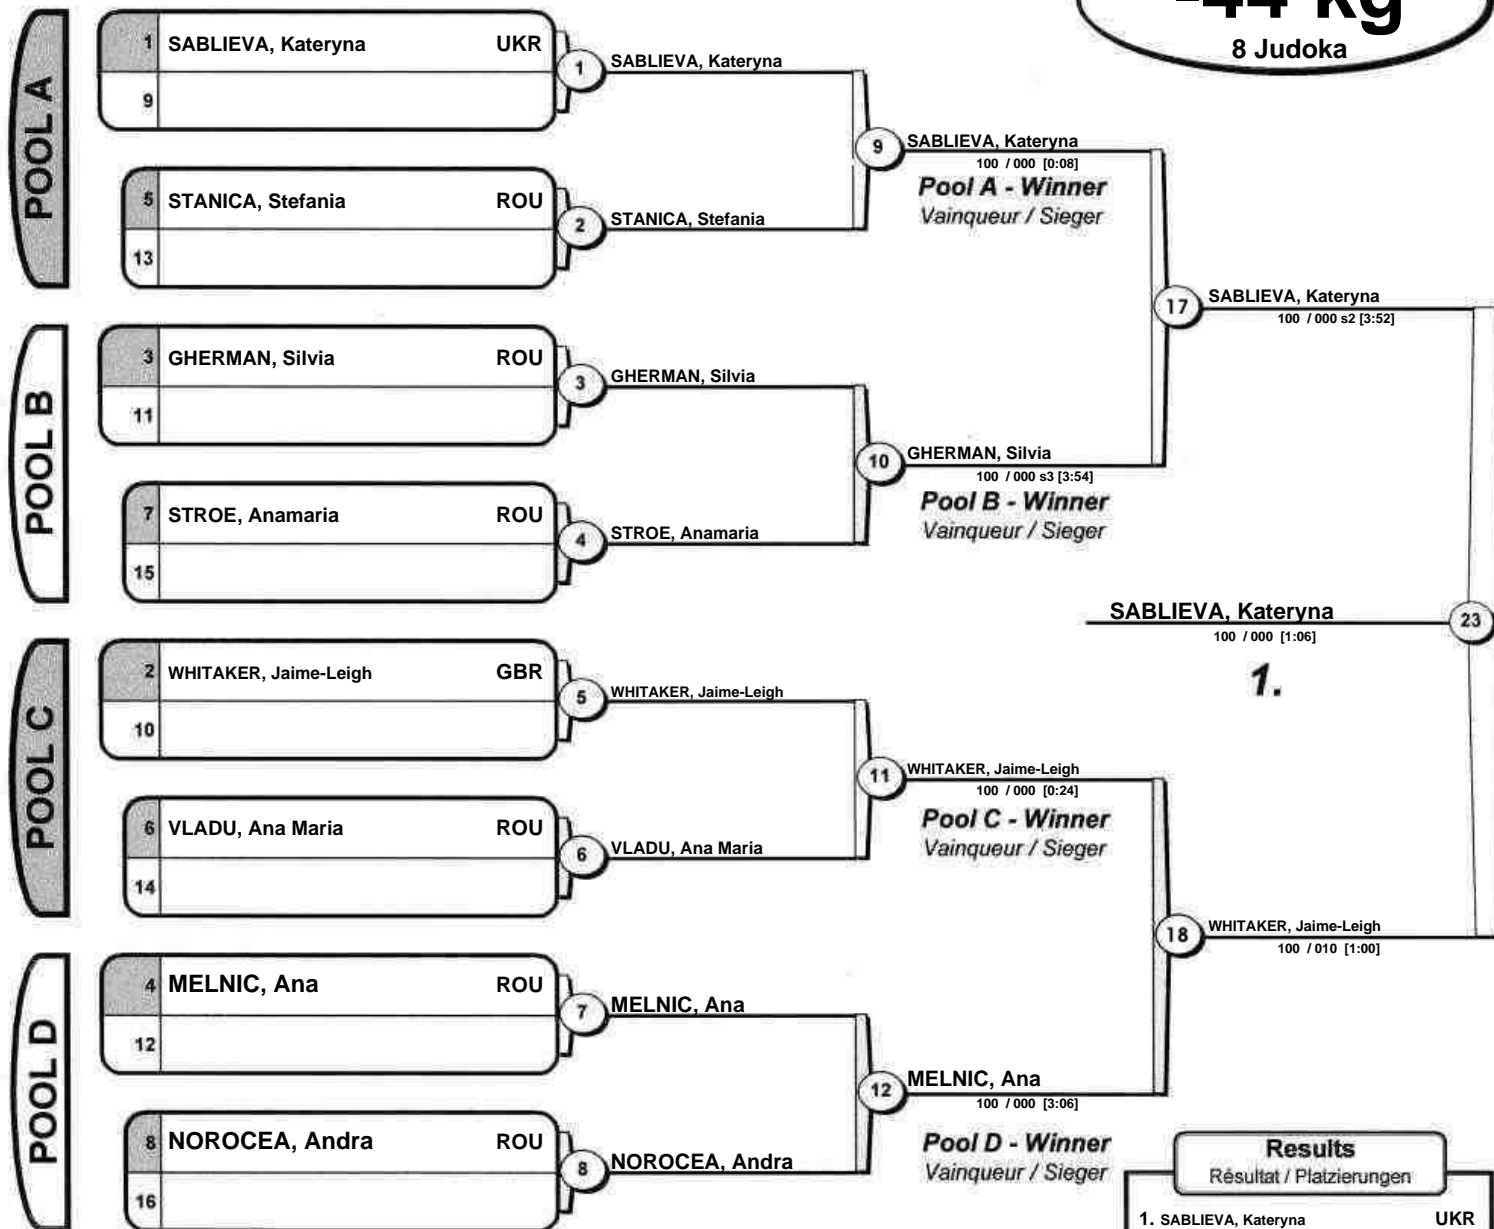 -44 kg
8 Judoka
POOL A
1 SABLIEVA, Kateryna UKR
9
1 SABLIEVA, Kateryna
5 STANICA, Stefania ROU
13
2 STANICA, Stefania
9 SABLIEVA, Kateryna
100 / 000 [0:08]
Pool A - Winner
Vainqueur / Sieger
POOL B
3 GHERMAN, Silvia ROU
11
3 GHERMAN, Silvia
7 STROE, Anamaria ROU
15
4 STROE, Anamaria
10 GHERMAN, Silvia
100 / 000 s3 [3:54]
Pool B - Winner
Vainqueur / Sieger
17 SABLIEVA, Kateryna
100 / 000 s2 [3:52]
SABLIEVA, Kateryna 23
100 / 000 [1:06]
1.
POOL C
2 WHITAKER, Jaime-Leigh GBR
10
5 WHITAKER, Jaime-Leigh
6 VLADU, Ana Maria ROU
14
6 VLADU, Ana Maria
11 WHITAKER, Jaime-Leigh
100 / 000 [0:24]
Pool C - Winner
Vainqueur / Sieger
18 WHITAKER, Jaime-Leigh
100 / 010 [1:00]
POOL D
4 MELNIC, Ana ROU
12
7 MELNIC, Ana
8 NOROCEA, Andra ROU
16
8 NOROCEA, Andra
12 MELNIC, Ana
100 / 000 [3:06]
Pool D - Winner
Vainqueur / Sieger
Results
Résultat / Platzierungen
1. SABLIEVA, Kateryna UKR